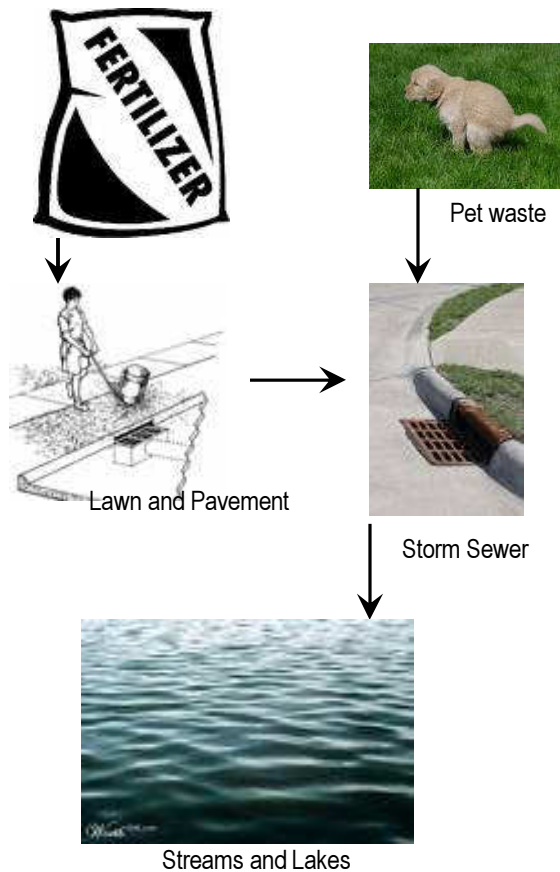 FERTILIZER
Pet waste
Lawn and Pavement
Storm Sewer
Streams and Lakes